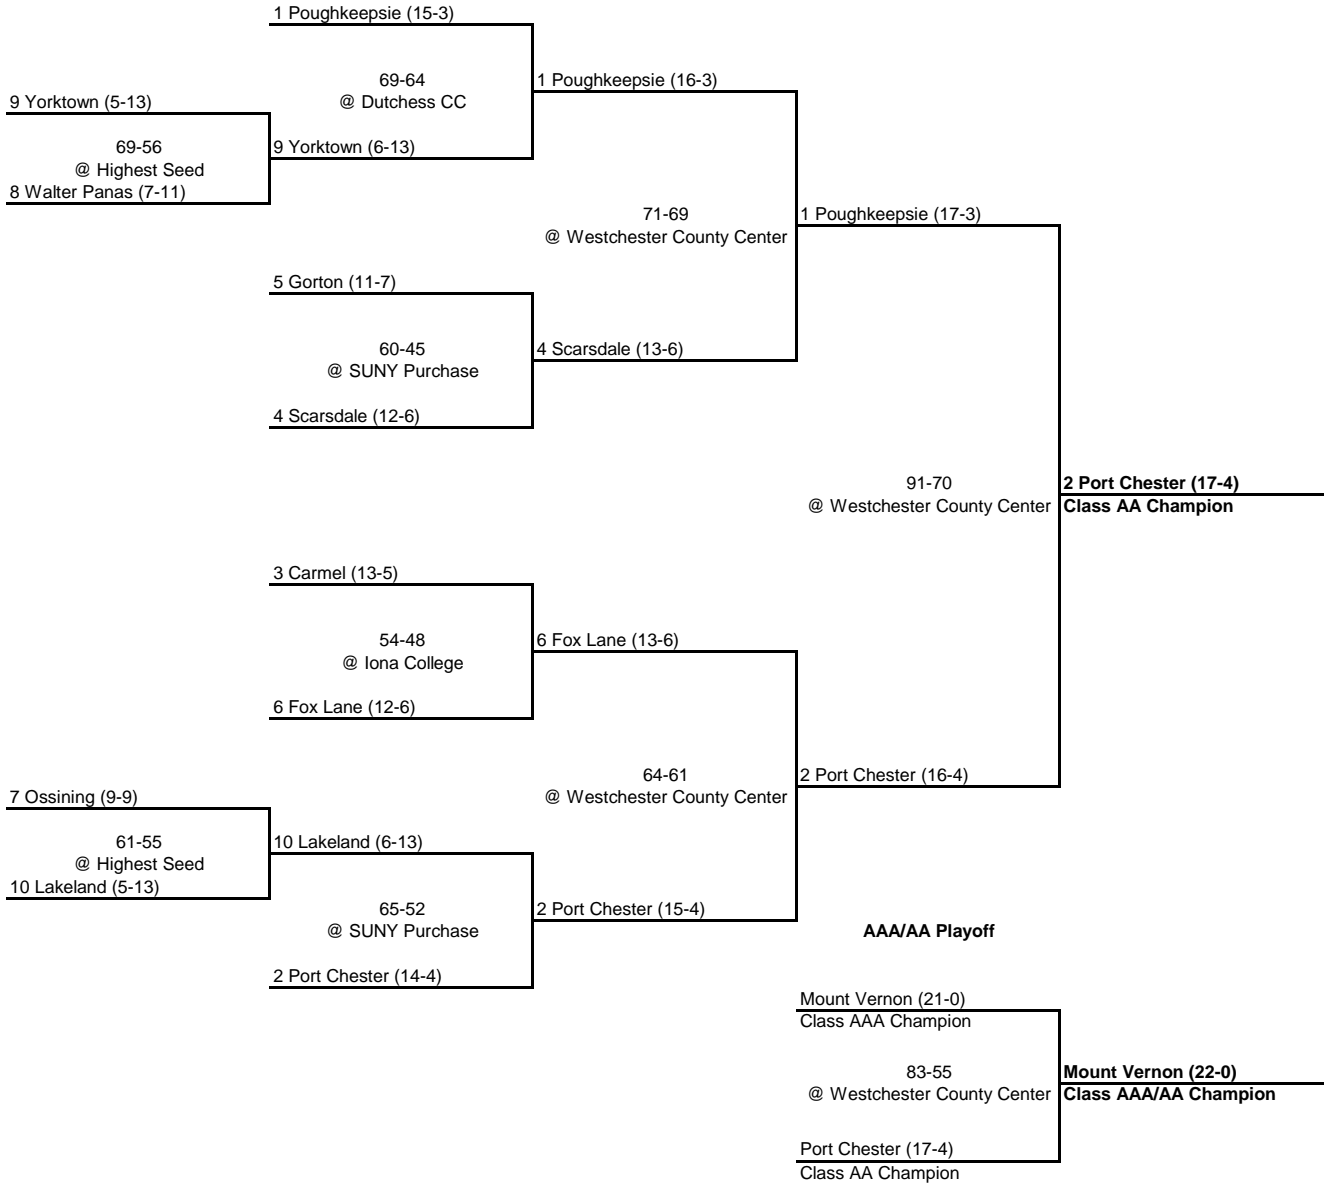 1 Poughkeepsie (15-3)
69-64
@ Dutchess CC
1 Poughkeepsie (16-3)
9 Yorktown (5-13)
69-56
@ Highest Seed
9 Yorktown (6-13)
8 Walter Panas (7-11)
71-69
@ Westchester County Center
1 Poughkeepsie (17-3)
5 Gorton (11-7)
60-45
@ SUNY Purchase
4 Scarsdale (13-6)
4 Scarsdale (12-6)
91-70
@ Westchester County Center
2 Port Chester (17-4)
Class AA Champion
3 Carmel (13-5)
54-48
@ Iona College
6 Fox Lane (13-6)
6 Fox Lane (12-6)
64-61
@ Westchester County Center
2 Port Chester (16-4)
7 Ossining (9-9)
61-55
@ Highest Seed
10 Lakeland (6-13)
10 Lakeland (5-13)
65-52
@ SUNY Purchase
2 Port Chester (15-4)
2 Port Chester (14-4)
AAA/AA Playoff
Mount Vernon (21-0)
Class AAA Champion
83-55
@ Westchester County Center
Mount Vernon (22-0)
Class AAA/AA Champion
Port Chester (17-4)
Class AA Champion